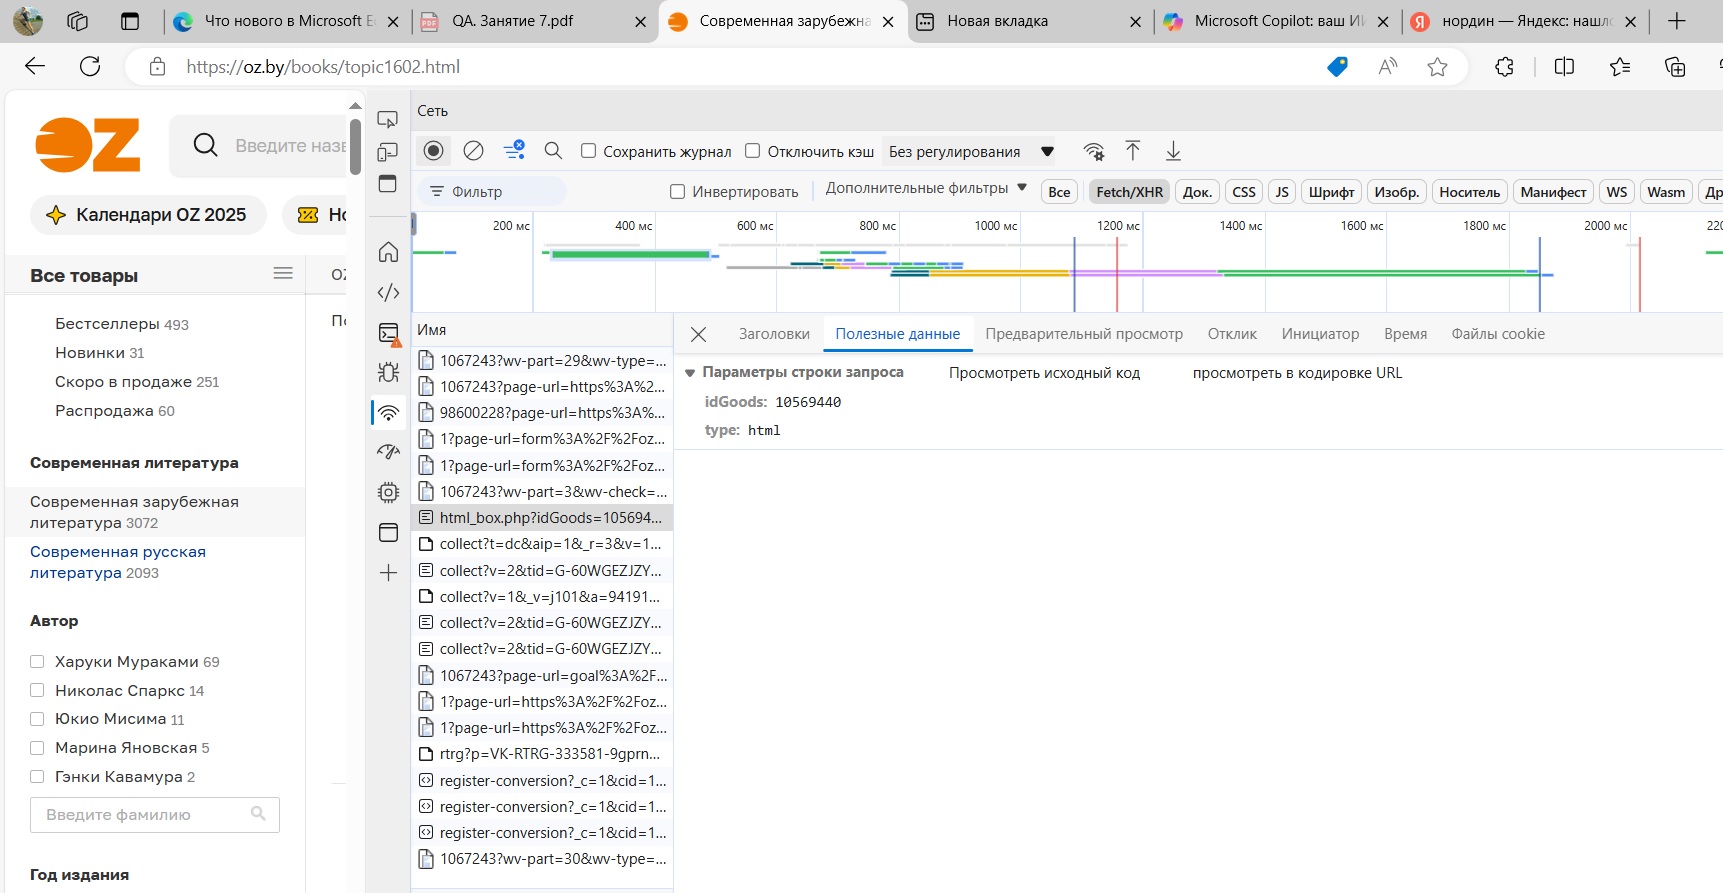 Что нового в Microsoft E
QA. Занятие 7.pdf
Современная зарубежна
Новая вкладка
Microsoft Copilot: ваш И
Я нордин — Яндекс: нашл
https://oz.by/books/topic1602.html
OZ
Введите назв
Календари OZ 2025
Но
Все товары
OZ
Бестселлеры 493
Новинки 31
Скоро в продаже 251
Распродажа 60
По
Современная литература
Современная зарубежная
литература 3072
Современная русская
литература 2093
Автор
Харуки Мураками 69
Николас Спаркс 14
Юкио Мисима 11
Марина Яновская 5
Гэнки Кавамура 2
Введите фамилию
Год издания
Сеть
Сохранить журнал
Отключить кэш
Без регулирования
Фильтр
Инвертировать
Дополнительные фильтры
Все
Fetch/XHR
Док.
CSS
JS
Шрифт
Изобр.
Носитель
Манифест
WS
Wasm
Др
200 мс
400 мс
600 мс
800 мс
1000 мс
1200 мс
1400 мс
1600 мс
1800 мс
2000 мс
220
Имя
1067243?wv-part=29&wv-type=...
1067243?page-url=https%3A%2...
98600228?page-url=https%3A%...
1?page-url=form%3A%2F%2Foz...
1?page-url=form%3A%2F%2Foz...
1067243?wv-part=3&wv-check=...
html_box.php?idGoods=105694...
collect?t=dc&aip=1&_r=3&v=1...
collect?v=2&tid=G-60WGEZJZY...
collect?v=1&_v=j101&a=94191...
collect?v=2&tid=G-60WGEZJZY...
collect?v=2&tid=G-60WGEZJZY...
1067243?page-url=goal%3A%2F...
1?page-url=https%3A%2F%2Foz...
1?page-url=https%3A%2F%2Foz...
rtrg?p=VK-RTRG-333581-9gprn...
register-conversion?_c=1&cid=1...
register-conversion?_c=1&cid=1...
register-conversion?_c=1&cid=1...
1067243?wv-part=30&wv-type=...
Заголовки
Полезные данные
Предварительный просмотр
Отклик
Инициатор
Время
Файлы cookie
Параметры строки запроса
Просмотреть исходный код
просмотреть в кодировке URL
idGoods: 10569440
type: html